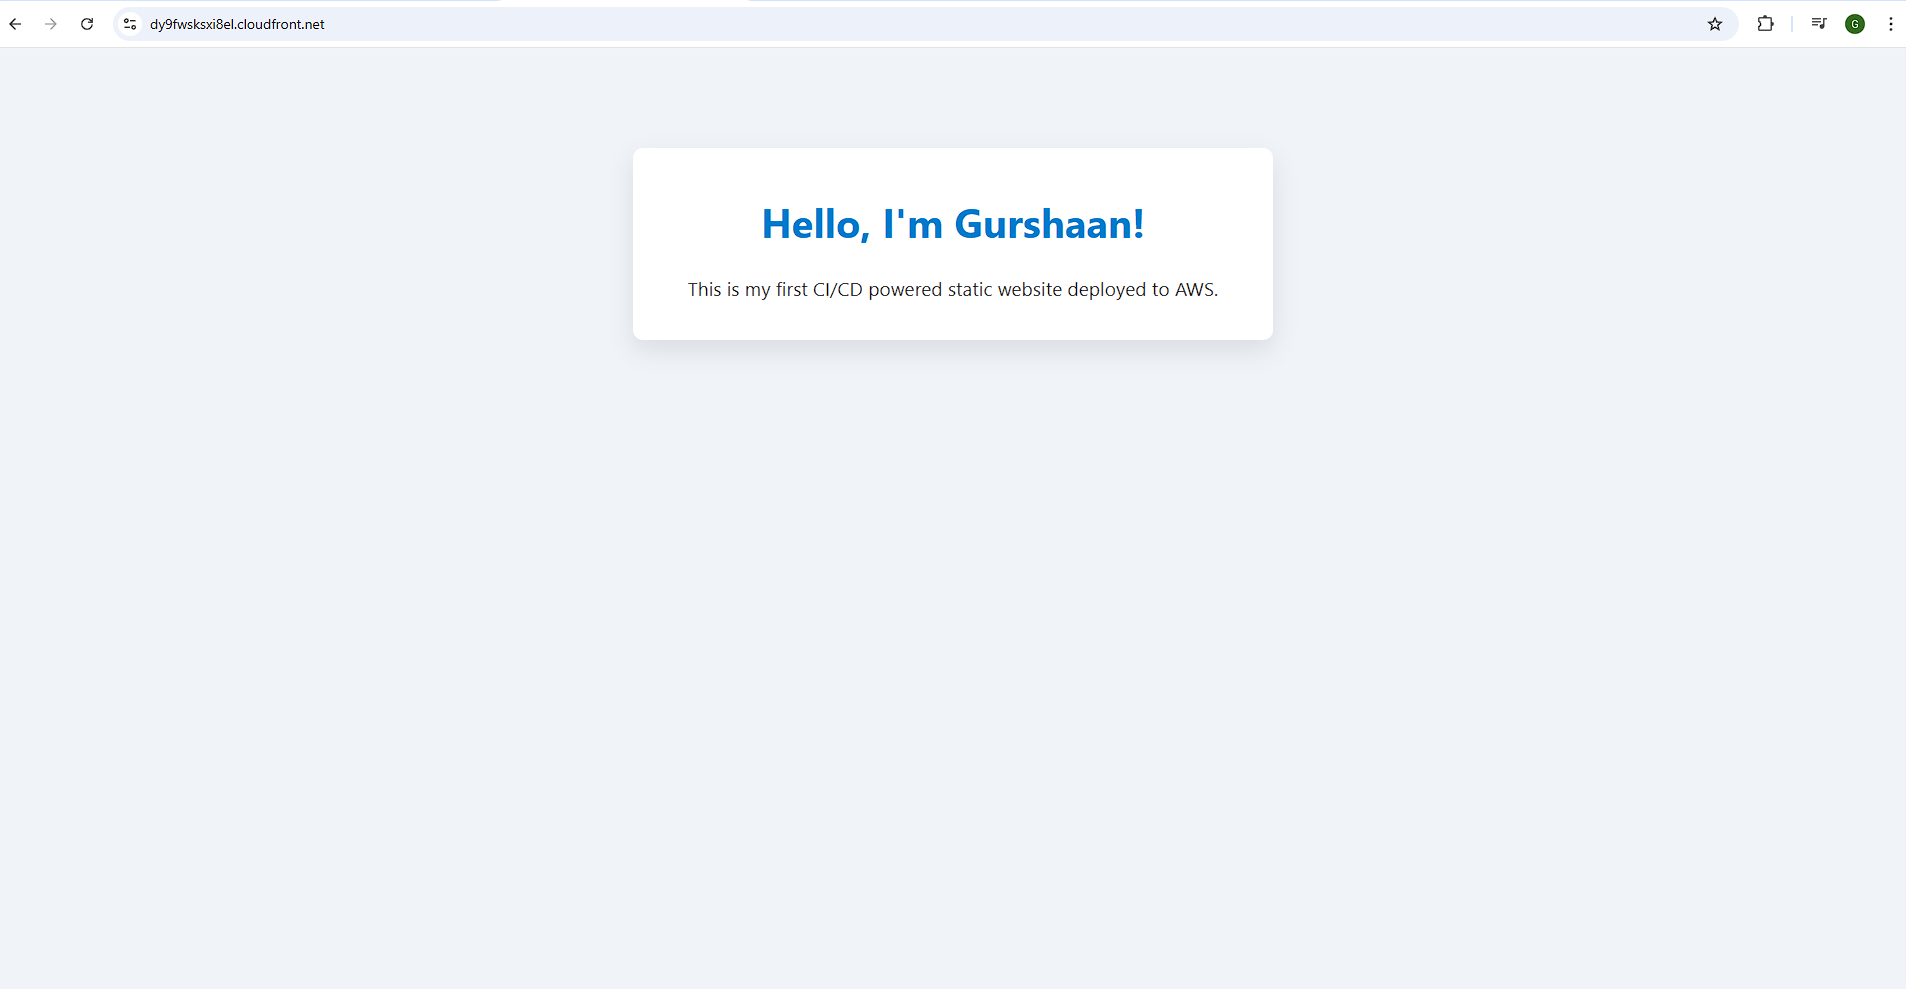 dy9fwsksxi8el.cloudfront.net
G
Hello, I'm Gurshaan!
This is my first CI/CD powered static website deployed to AWS.